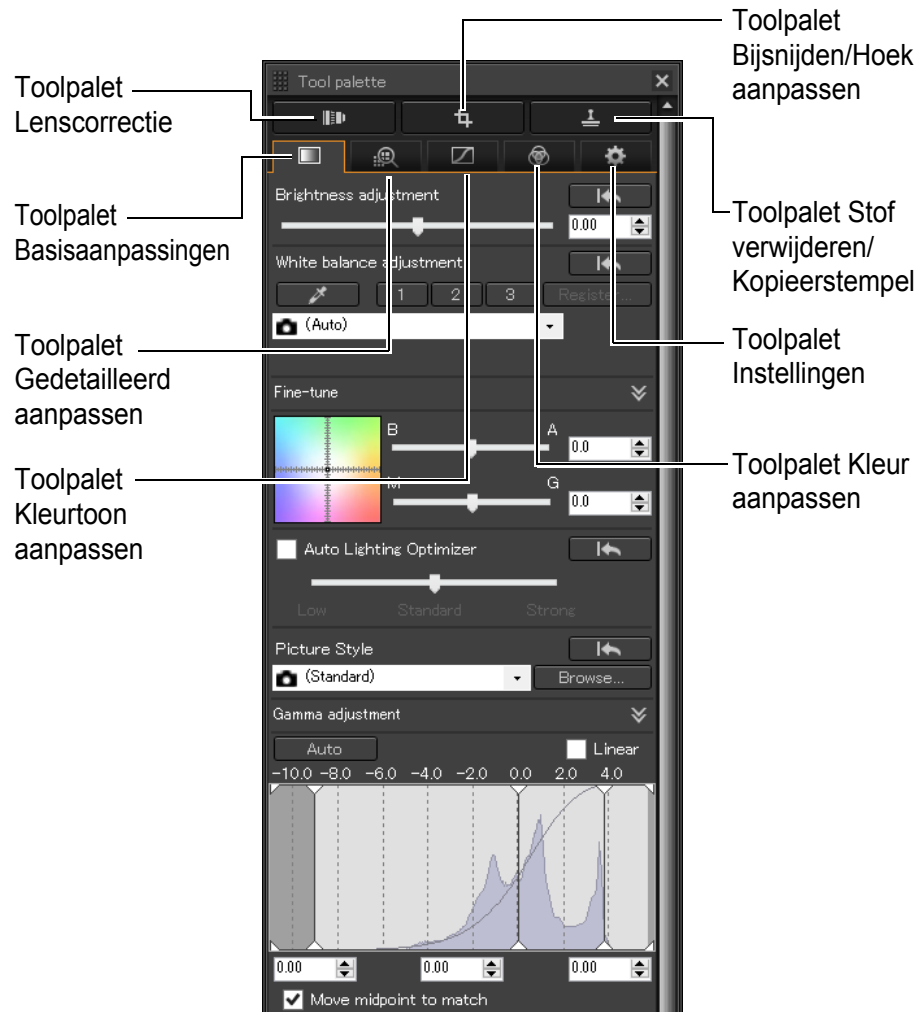 Toolpalet
Bijsnijden/Hoek
aanpassen
Toolpalet
Lenscorrectie
Tool palette
Toolpalet
Basisaanpassingen
Toolpalet Stof
verwijderen/
Kopieerstempel
Brightness adjustment
0.00
White balance adjustment
1 2 3 Register...
(Auto)
Toolpalet
Gedetailleerd
aanpassen
Toolpalet
Instellingen
Fine-tune
B A
0.0
M G
0.0
Toolpalet
Kleurtoon
aanpassen
Toolpalet Kleur
aanpassen
Auto Lighting Optimizer
Low Standard Strong
Picture Style
(Standard) Browse...
Gamma adjustment
Auto Linear
-10.0 -8.0 -6.0 -4.0 -2.0 0.0 2.0 4.0
0.00 0.00 0.00
Move midpoint to match